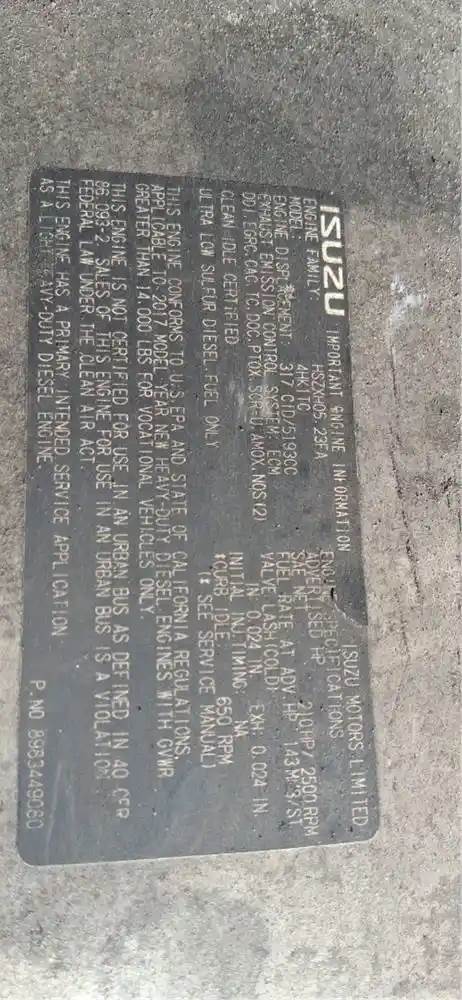 ISUZU IMPORTANT ENGINE INFORMATION ISUZU MOTORS LIMITED
ENGINE FAMILY: HSZXH05.23FA
MODEL: 4HK1TC
ENGINE DISPLACEMENT: 317 CID/5193CC
EXHAUST EMISSION CONTROL SYSTEM: ECM
DDI,EGRC,CAC,TC,DOC,PTOX,SCR-U,AMOX,NOS(2)
CLEAN IDLE CERTIFIED
ULTRA LOW SULFUR DIESEL FUEL ONLY
SPECIFICATIONS
ADVERTISED HP HP/2500 RPM
SAE NET
FUEL RATE AT ADV.HP MM3/ST
VALVE LASH(COLD)
IN 0.024 IN. EXH: 0.024 IN.
INITIAL INJ.TIMING: NA
*CURB IDLE 650 RPM
(* SEE SERVICE MANUAL)
THIS ENGINE CONFORMS TO U.S.EPA AND STATE OF CALIFORNIA REGULATIONS,
APPLICABLE TO 2017 MODEL YEAR NEW HEAVY-DUTY DIESEL ENGINES WITH GVWR
GREATER THAN 14,000 LBS FOR VOCATIONAL VEHICLES ONLY.
THIS ENGINE IS NOT CERTIFIED FOR USE IN AN URBAN BUS AS DEFINED IN 40 CFR
86.093-2. SALES OF THIS ENGINE FOR USE IN AN URBAN BUS IS A VIOLATION
FEDERAL LAW UNDER THE CLEAN AIR ACT.
THIS ENGINE HAS A PRIMARY INTENDED SERVICE APPLICATION
AS A LIGHT HEAVY-DUTY DIESEL ENGINE.
P.NO 8983449080